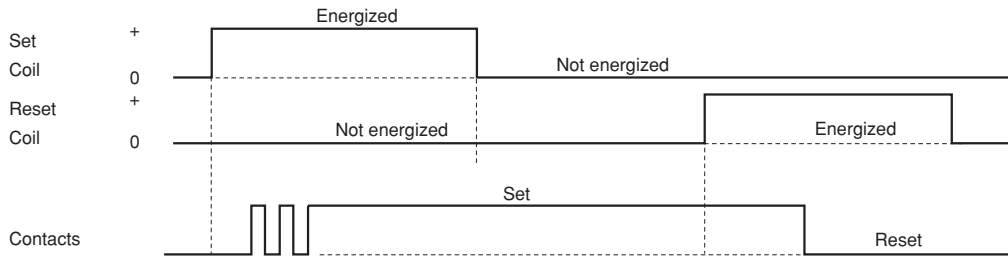 Energized
Set
Coil
+
0
Not energized
Reset
Coil
+
0
Not energized
Energized
Contacts
Set
Reset